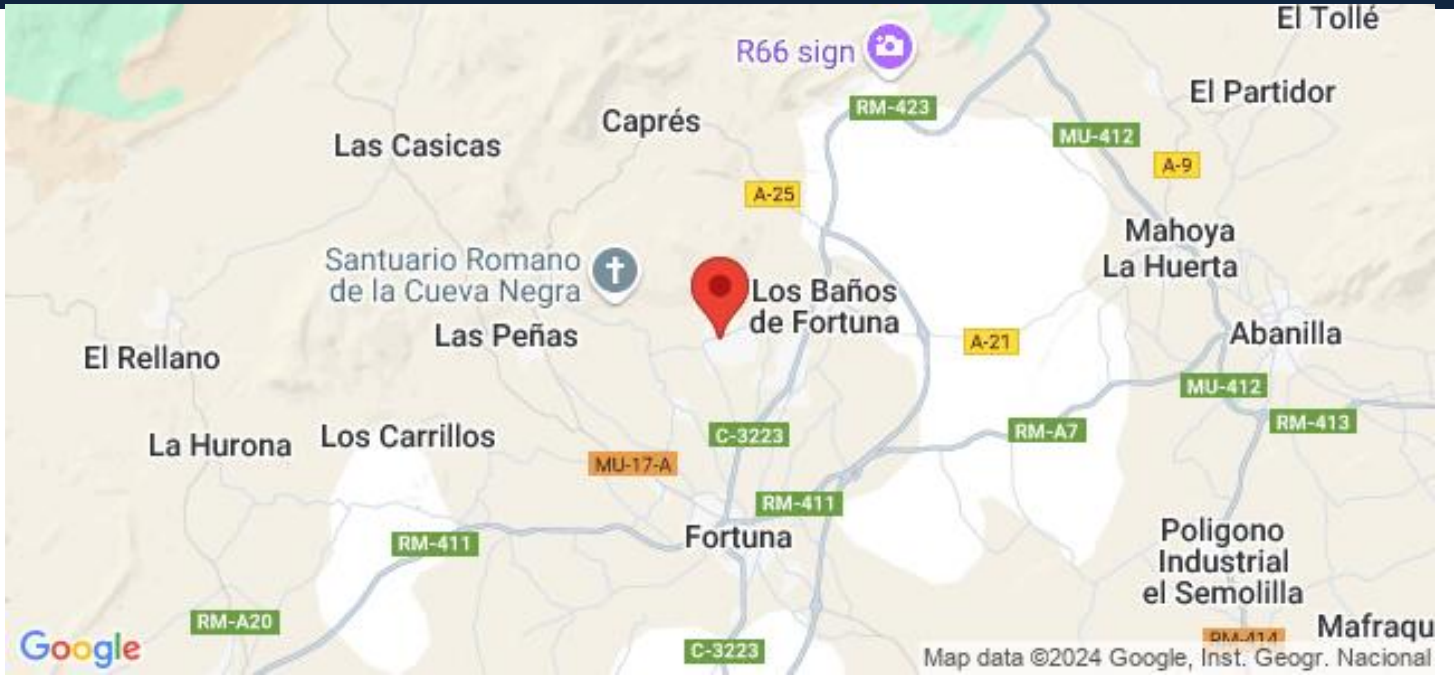 El Tollé
R66 sign
RM-423
El Partidor
Caprés
MU-412
Las Casicas
A-9
A-25
Mahoya
La Huerta
Santuario Romano
de la Cueva Negra
Los Baños
de Fortuna
Las Peñas
A-21
Abanilla
El Rellano
MU-412
RM-413
La Hurona
Los Carrillos
C-3223
RM-A7
MU-17-A
RM-411
RM-411
Fortuna
Poligono
Industrial
el Semolilla
RM-A20
RM-414
Mafraqu
Google
C-3223
Map data ©2024 Google, Inst. Geogr. Nacional